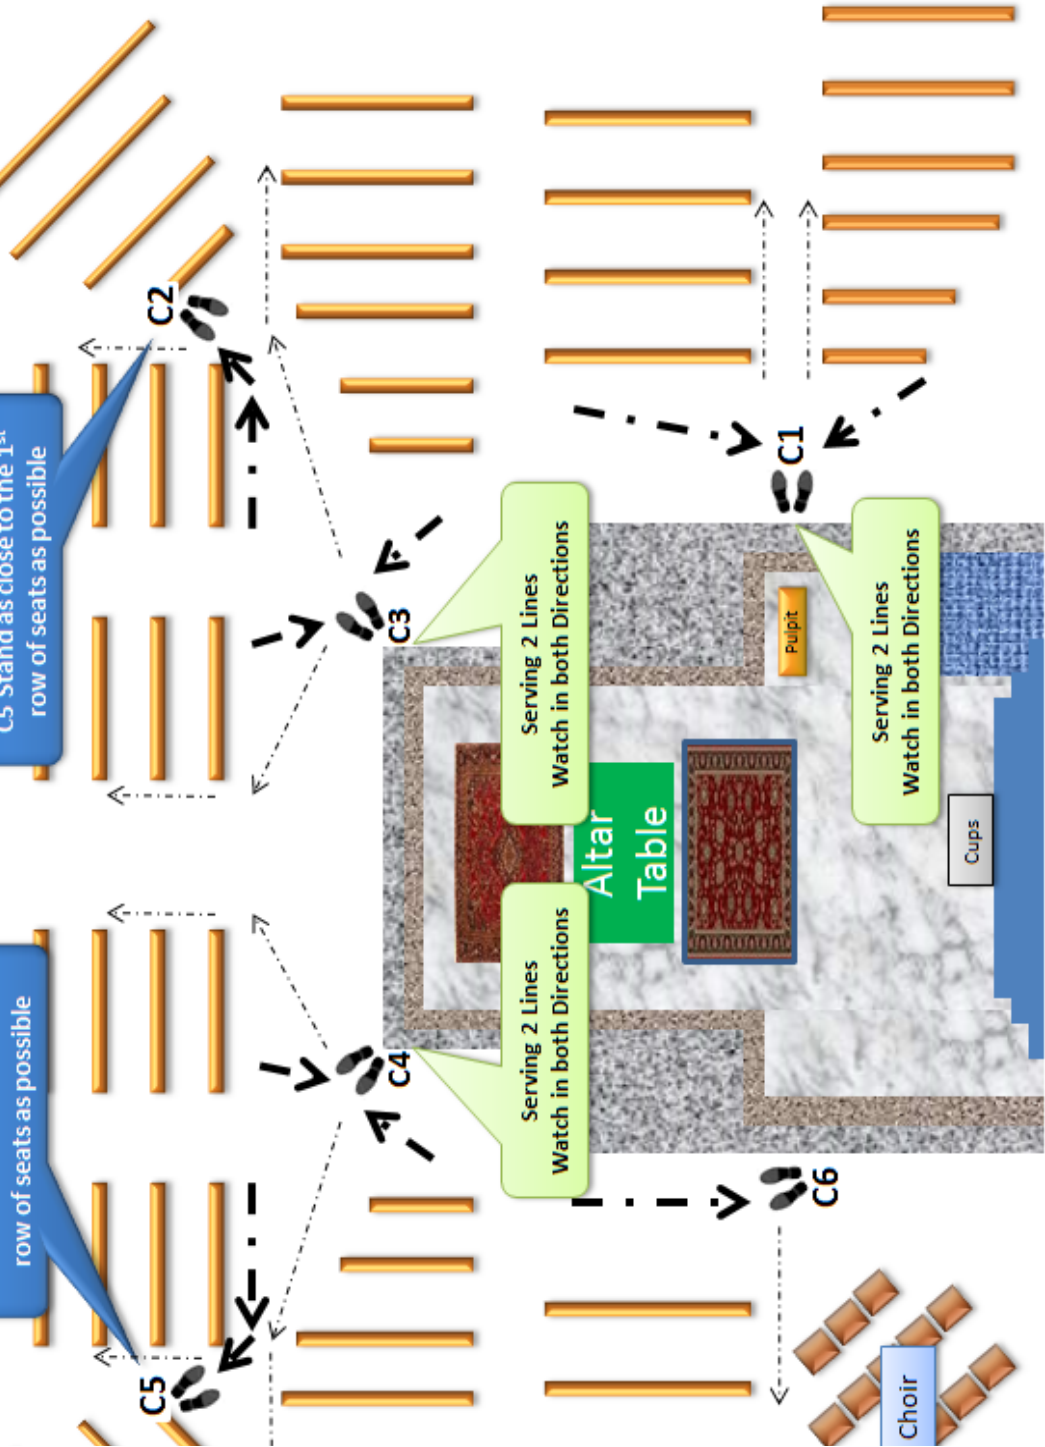 C5 Stand as close to the 1st
row of seats as possible
row of seats as possible
C2
C5
C3
C4
C1
C6
Serving 2 Lines
Watch in both Directions
Serving 2 Lines
Watch in both Directions
Serving 2 Lines
Watch in both Directions
Altar
Table
Pulpit
Cups
Choir